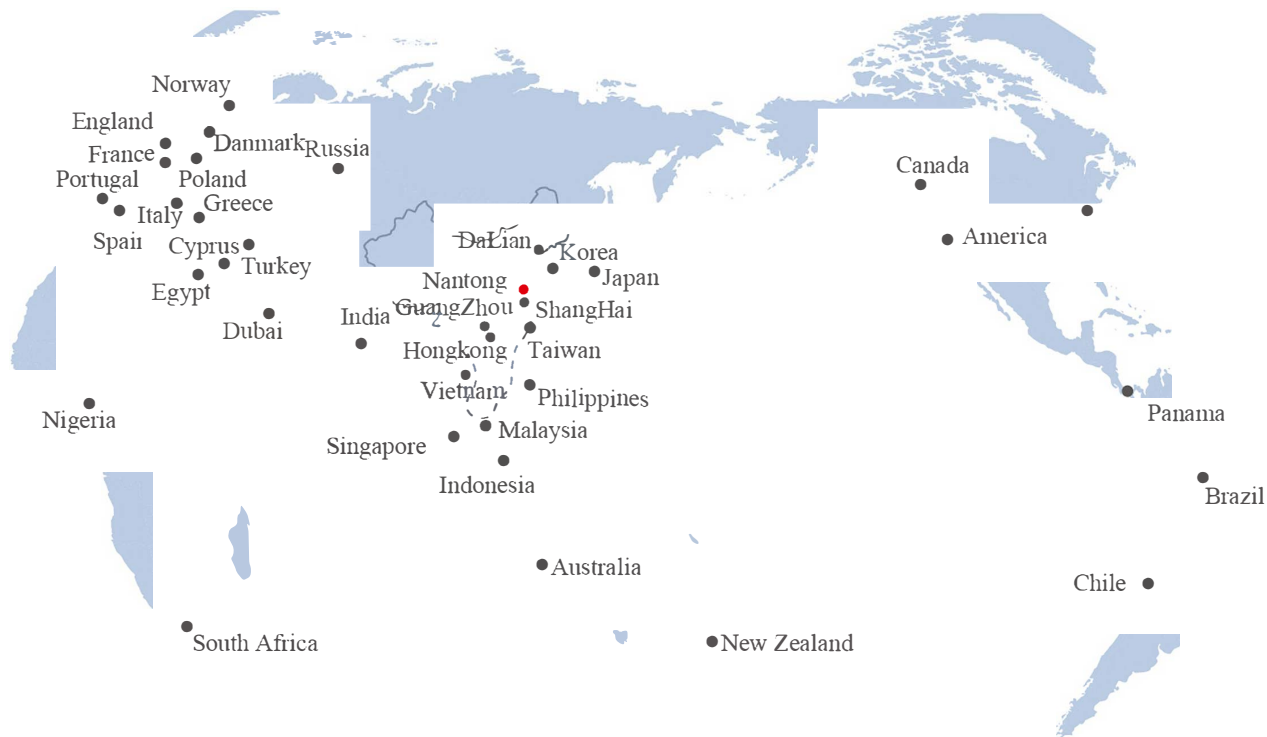 Norway
England
Danmark
Russia
France
Portugal
Poland
Canada
Italy
Greece
Spain
Cyprus
DaLian
America
Korea
Turkey
Japan
Nantong
Egypt
GuangZhou
ShangHai
India
Dubai
Hongkong
Taiwan
Vietnam
Philippines
Panama
Nigeria
Malaysia
Singapore
Indonesia
Brazil
Australia
Chile
South Africa
New Zealand